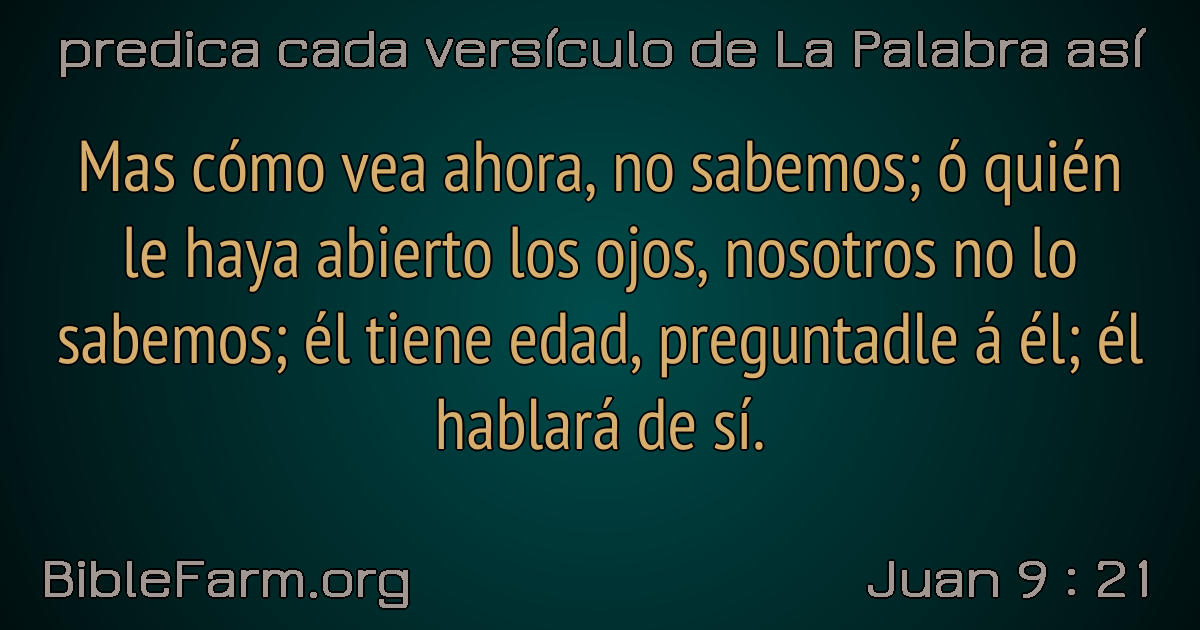 predica cada versículo de La Palabra así
Mas cómo vea ahora, no sabemos; ó quién
le haya abierto los ojos, nosotros no lo
sabemos; él tiene edad, preguntadle á él; él
hablará de sí.
BibleFarm.org
Juan 9 : 21